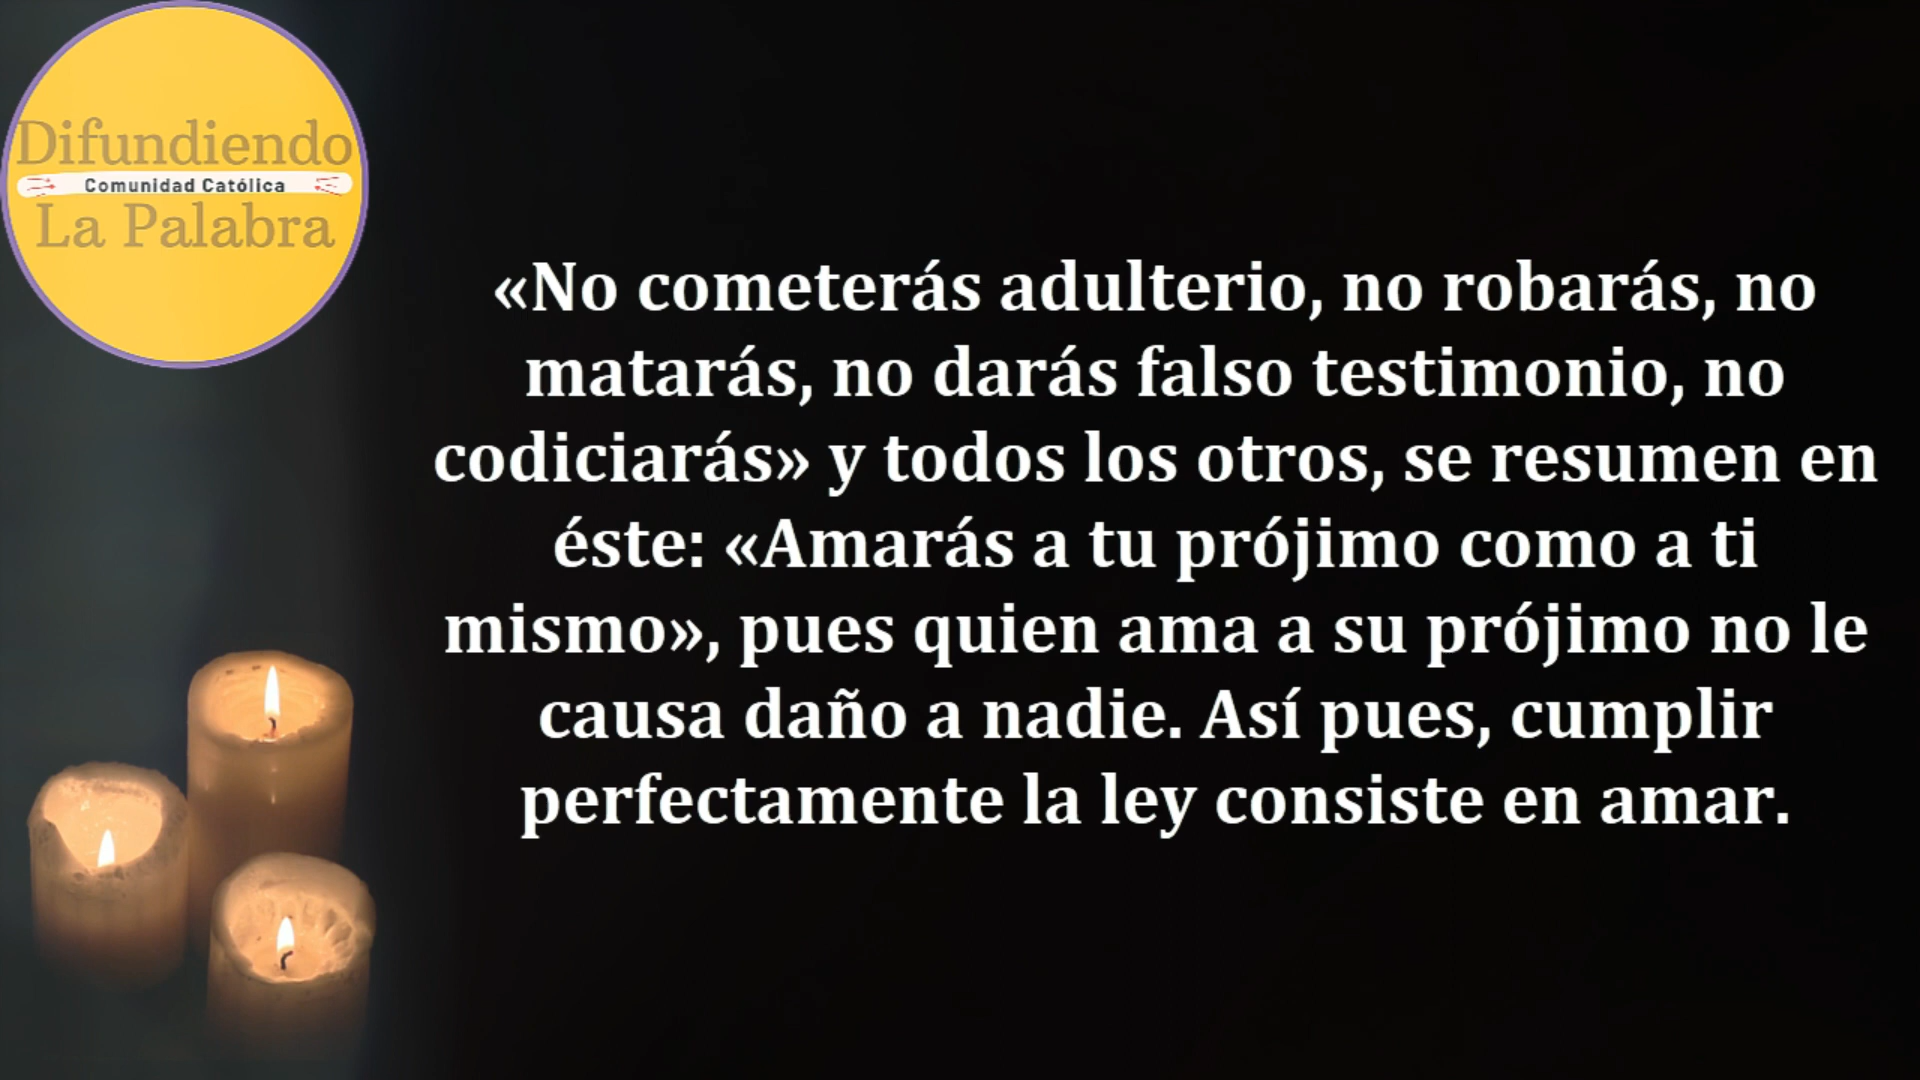 Difundiendo
Comunidad Católica
La Palabra
«No cometerás adulterio, no robarás, no
matarás, no darás falso testimonio, no
codiciarás» y todos los otros, se resumen en
éste: «Amarás a tu prójimo como a ti
mismo», pues quien ama a su prójimo no le
causa daño a nadie. Así pues, cumplir
perfectamente la ley consiste en amar.